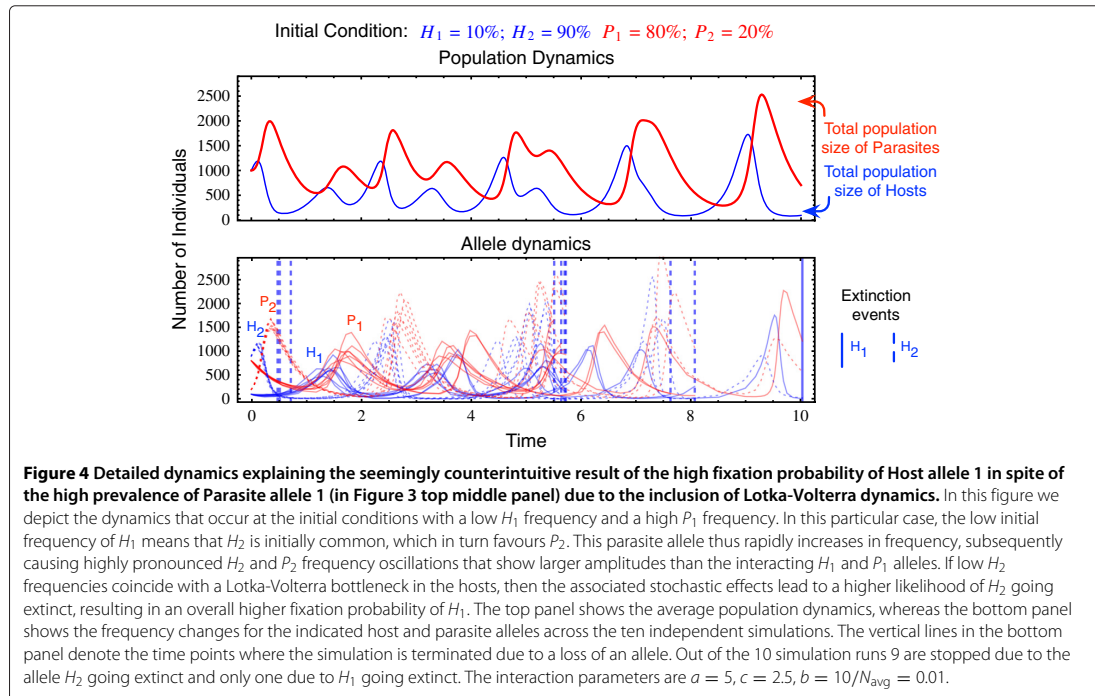 Initial Condition: H₁ = 10%; H₂ = 90% P₁ = 80%; P₂ = 20%
Population Dynamics
2500
2000
1500
1000
500
0
Total population
size of Parasites
Total population
size of Hosts
Number of Individuals
Allele dynamics
2500
2000
1500
1000
500
0
P₂
H₂
H₁
P₁
Extinction
events
H₁ H₂
0 2 4 6 8 10
Time
Figure 4 Detailed dynamics explaining the seemingly counterintuitive result of the high fixation probability of Host allele 1 in spite of
the high prevalence of Parasite allele 1 (in Figure 3 top middle panel) due to the inclusion of Lotka-Volterra dynamics. In this figure we
depict the dynamics that occur at the initial conditions with a low H₁ frequency and a high P₁ frequency. In this particular case, the low initial
frequency of H₁ means that H₂ is initially common, which in turn favours P₂. This parasite allele thus rapidly increases in frequency, subsequently
causing highly pronounced H₂ and P₂ frequency oscillations that show larger amplitudes than the interacting H₁ and P₁ alleles. If low H₂
frequencies coincide with a Lotka-Volterra bottleneck in the hosts, then the associated stochastic effects lead to a higher likelihood of H₂ going
extinct, resulting in an overall higher fixation probability of H₁. The top panel shows the average population dynamics, whereas the bottom panel
shows the frequency changes for the indicated host and parasite alleles across the ten independent simulations. The vertical lines in the bottom
panel denote the time points where the simulation is terminated due to a loss of an allele. Out of the 10 simulation runs 9 are stopped due to the
allele H₂ going extinct and only one due to H₁ going extinct. The interaction parameters are a = 5, c = 2.5, b = 10/Navg = 0.01.